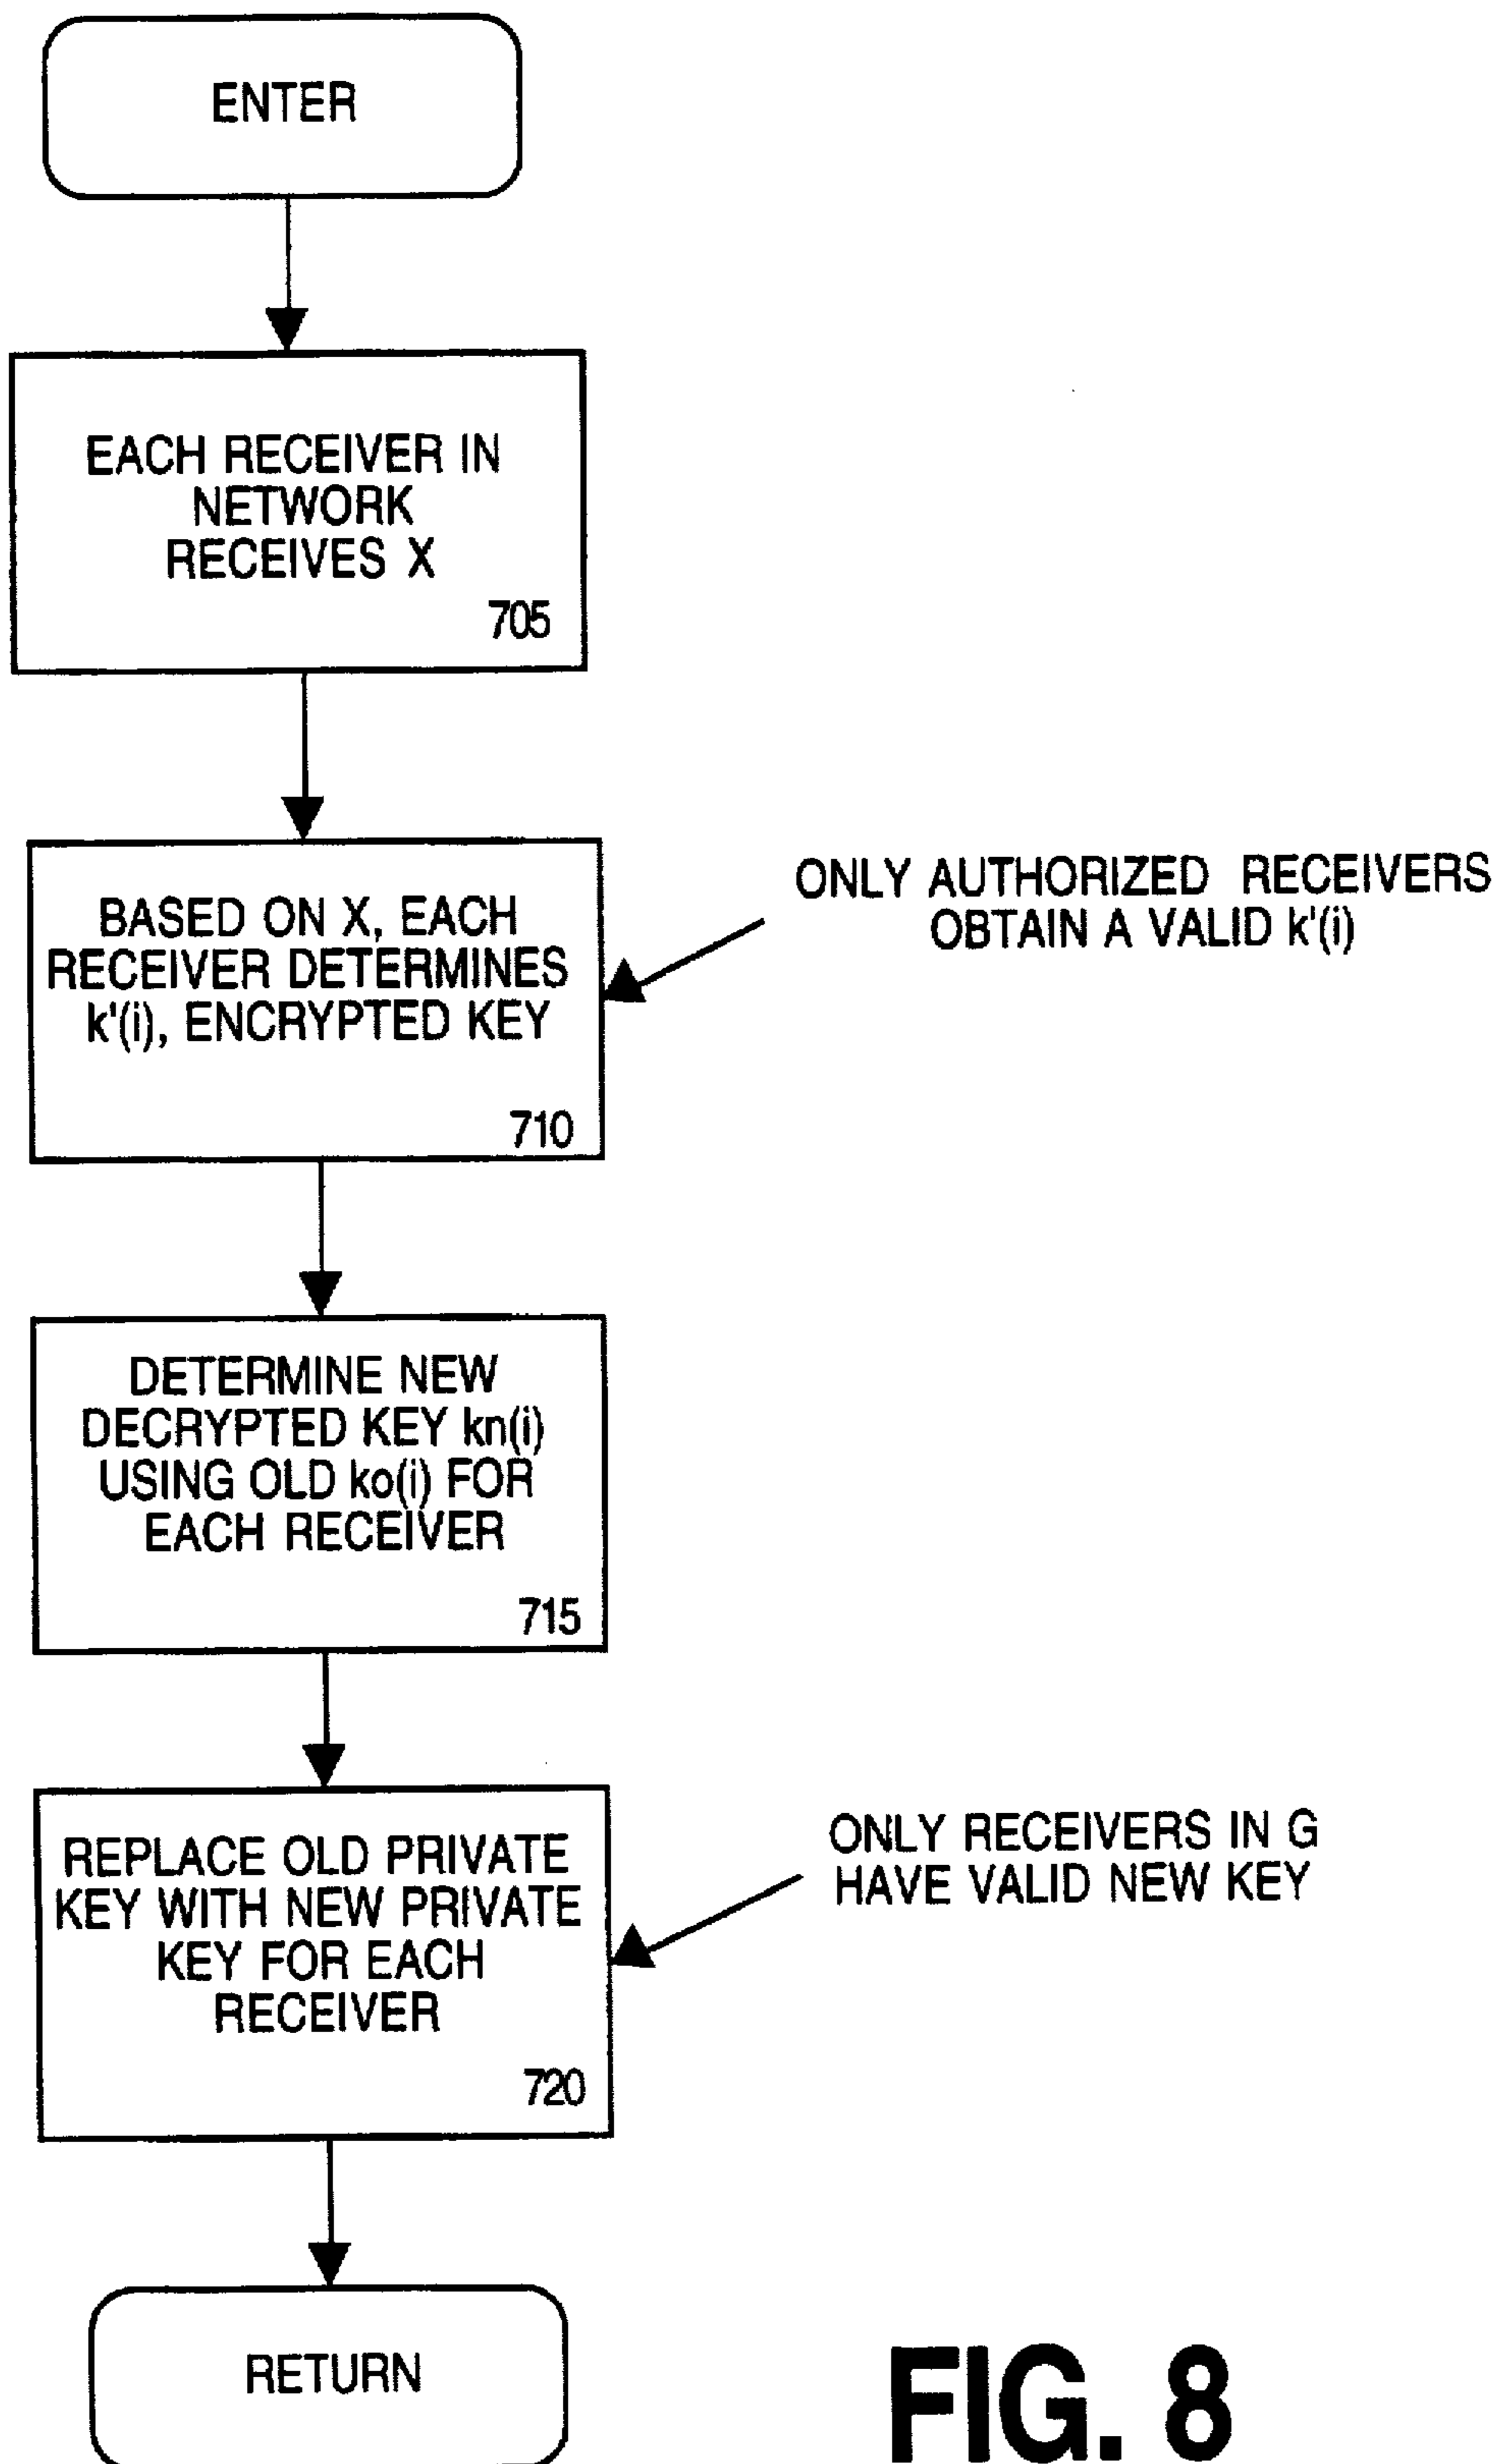 ENTER
EACH RECEIVER IN
NETWORK
RECEIVES X
705
BASED ON X, EACH
RECEIVER DETERMINES
k'(i), ENCRYPTED KEY
710
ONLY AUTHORIZED RECEIVERS
OBTAIN A VALID k'(i)
DETERMINE NEW
DECRYPTED KEY kn(i)
USING OLD ko(i) FOR
EACH RECEIVER
715
REPLACE OLD PRIVATE
KEY WITH NEW PRIVATE
KEY FOR EACH
RECEIVER
720
ONLY RECEIVERS IN G
HAVE VALID NEW KEY
RETURN
FIG. 8